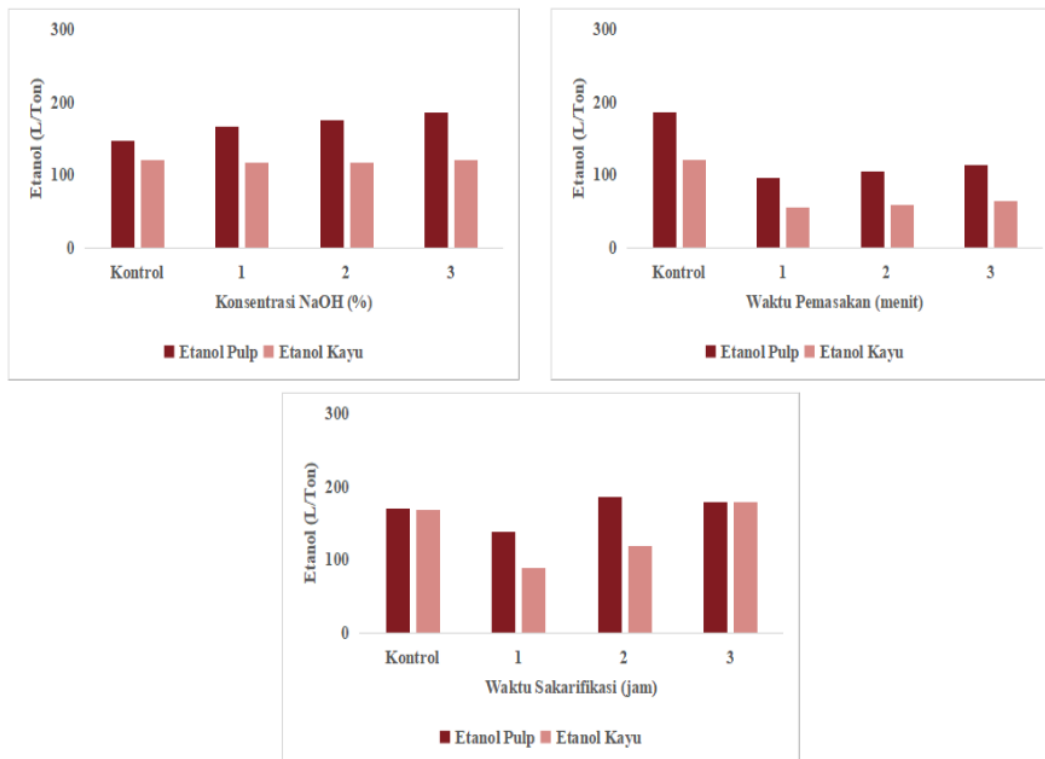 300
200
100
0
Etanol (L/Ton)
Kontrol 1 2 3
Konsentrasi NaOH (%)
Etanol Pulp Etanol Kayu
300
200
100
0
Etanol (L/Ton)
Kontrol 1 2 3
Waktu Pemasakan (menit)
Etanol Pulp Etanol Kayu
300
200
100
0
Etanol (L/Ton)
Kontrol 1 2 3
Waktu Sakarifikasi (jam)
Etanol Pulp Etanol Kayu